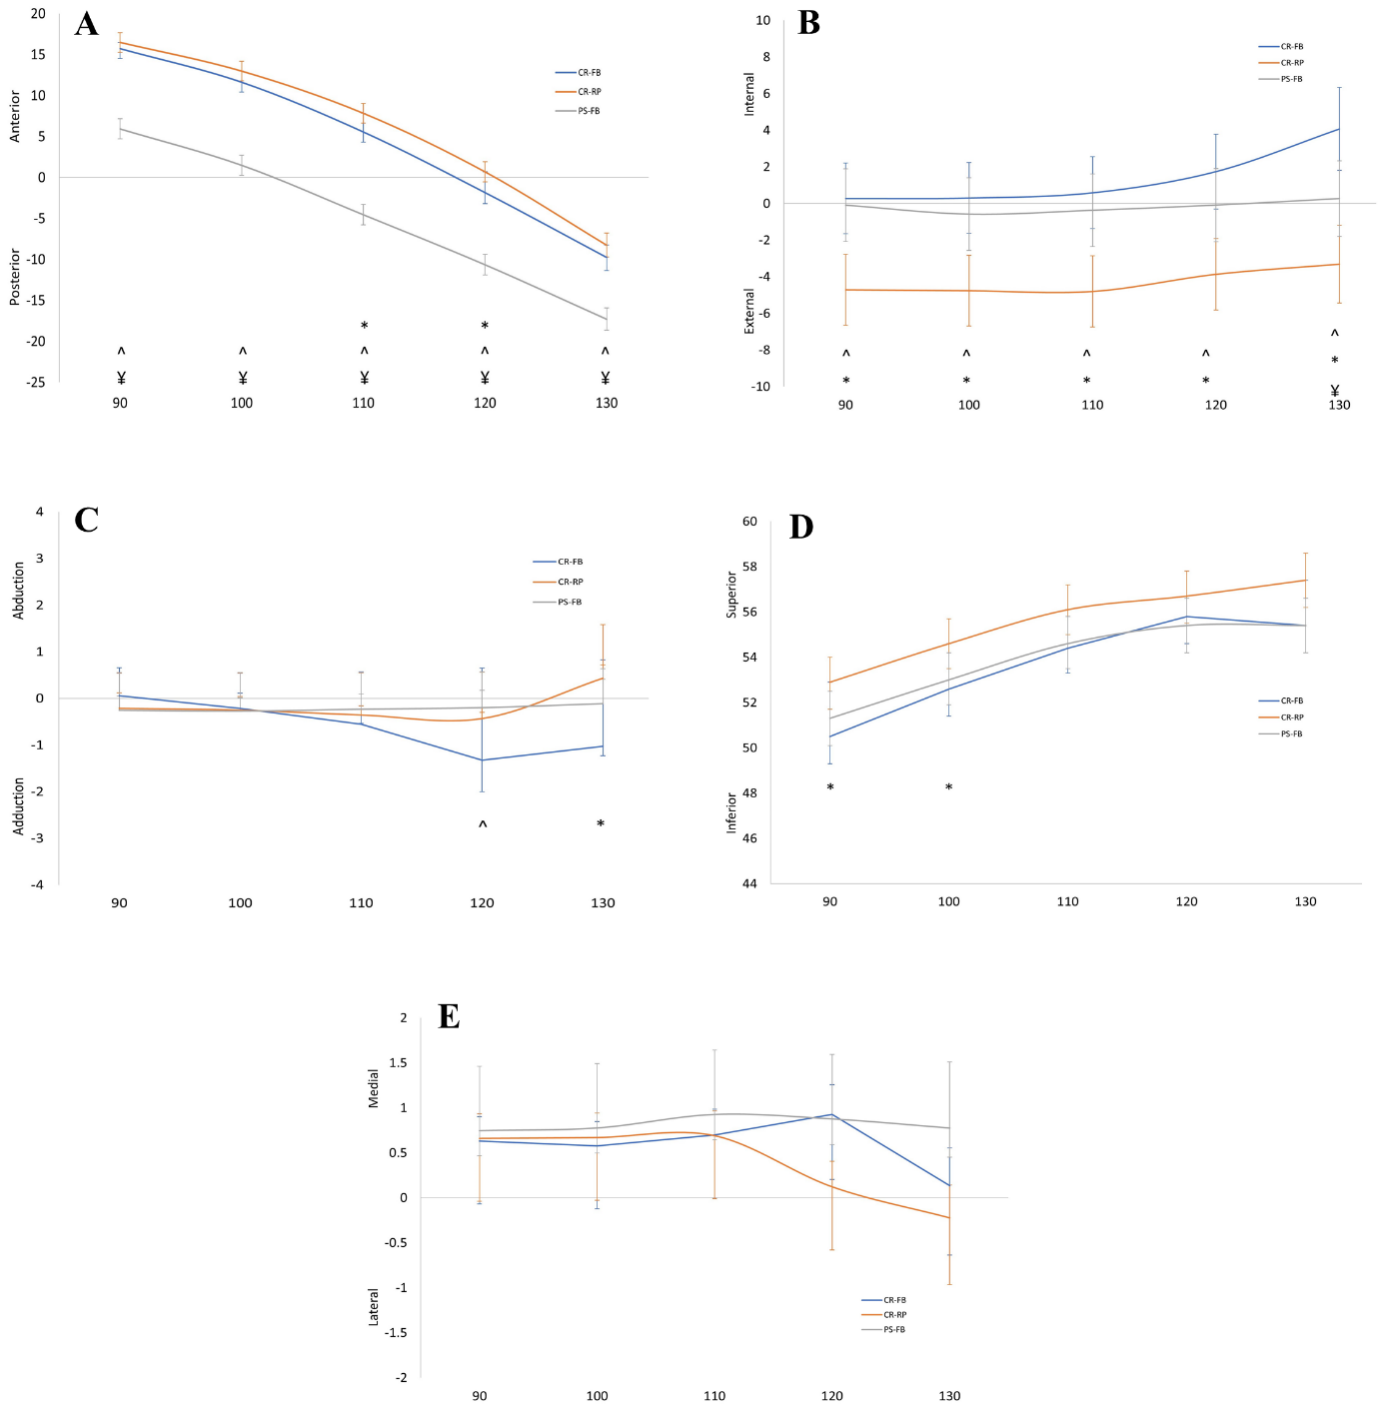 A
20
15
10
5
0
-5
-10
-15
-20
-25
Anterior
Posterior
CR-FB
CR-RP
PS-FB
* *
^ ^ ^ ^ ^
¥ ¥ ¥ ¥ ¥
90 100 110 120 130
B
10
8
6
4
2
0
-2
-4
-6
-8
-10
Internal
External
CR-FB
CR-RP
PS-FB
^ ^ ^ ^ ^
* * * * *
¥
90 100 110 120 130
C
4
3
2
1
0
-1
-2
-3
-4
Abduction
Adduction
CR-FB
CR-RP
PS-FB
^ *
90 100 110 120 130
D
60
58
56
54
52
50
48
46
44
Superior
Inferior
CR-FB
CR-RP
PS-FB
* *
90 100 110 120 130
E
2
1.5
1
0.5
0
-0.5
-1
-1.5
-2
Medial
Lateral
CR-FB
CR-RP
PS-FB
90 100 110 120 130